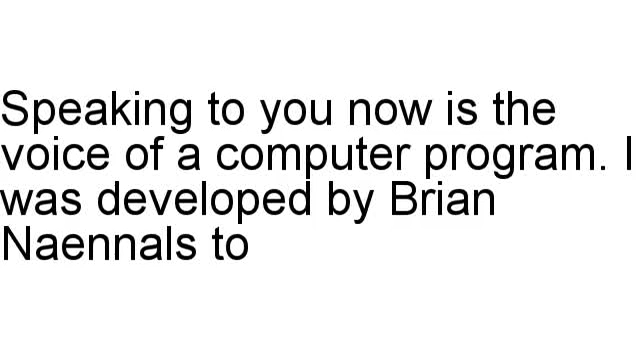 Speaking to you now is the
voice of a computer program. I
was developed by Brian
Naennals to